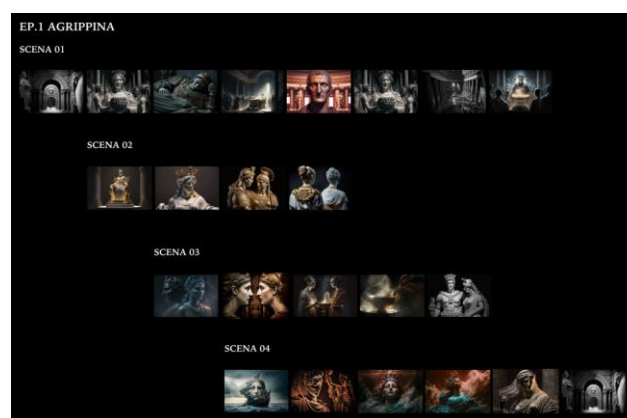 EP.1 AGRIPPINA
SCENA 01
SCENA 02
SCENA 03
SCENA 04